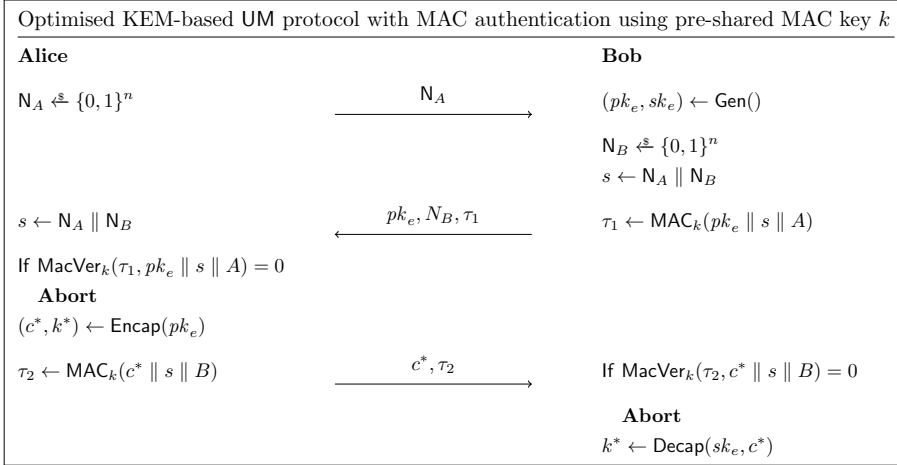 Optimised KEM-based UM protocol with MAC authentication using pre-shared MAC key k
Alice Bob
N_A ←$ {0, 1}^n N_A (pk_e, sk_e) ← Gen()
N_B ←$ {0, 1}^n
s ← N_A ∥ N_B
s ← N_A ∥ N_B pk_e, N_B, τ_1 τ_1 ← MAC_k(pk_e ∥ s ∥ A)
If MacVer_k(τ_1, pk_e ∥ s ∥ A) = 0
Abort
(c*, k*) ← Encap(pk_e)
τ_2 ← MAC_k(c* ∥ s ∥ B) c*, τ_2 If MacVer_k(τ_2, c* ∥ s ∥ B) = 0
Abort
k* ← Decap(sk_e, c*)